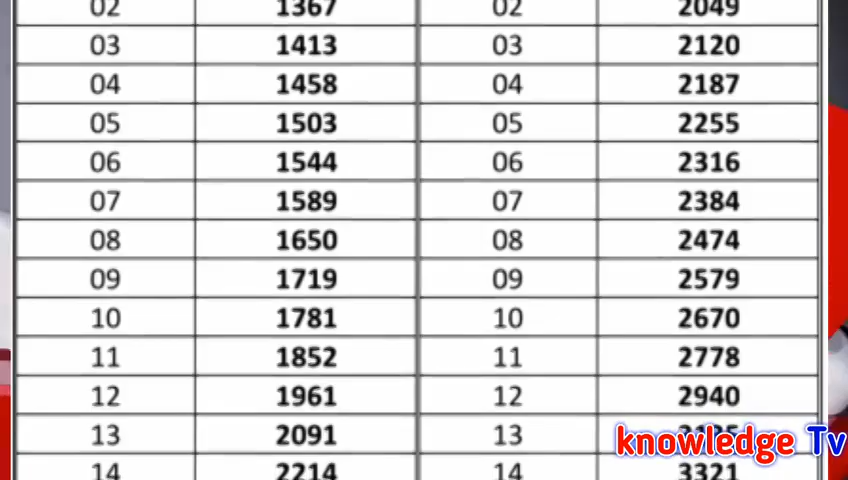 02 1367 02 2049
03 1413 03 2120
04 1458 04 2187
05 1503 05 2255
06 1544 06 2316
07 1589 07 2384
08 1650 08 2474
09 1719 09 2579
10 1781 10 2670
11 1852 11 2778
12 1961 12 2940
13 2091 13
knowledge Tv
14 2214 14 3321